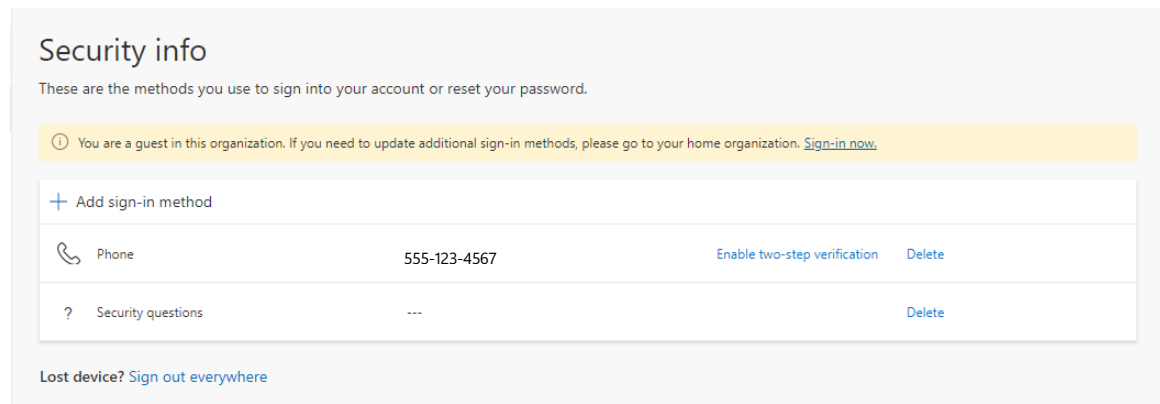 Security info
These are the methods you use to sign into your account or reset your password.
You are a guest in this organization. If you need to update additional sign-in methods, please go to your home organization. Sign-in now.
+ Add sign-in method
Phone 555-123-4567 Enable two-step verification Delete
? Security questions --- Delete
Lost device? Sign out everywhere